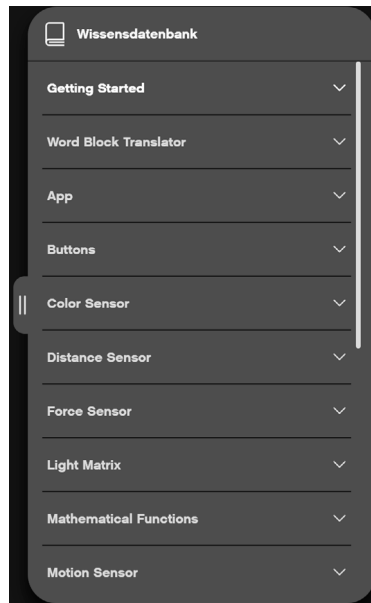 Wissensdatenbank
Getting Started
Word Block Translator
App
Buttons
Color Sensor
Distance Sensor
Force Sensor
Light Matrix
Mathematical Functions
Motion Sensor